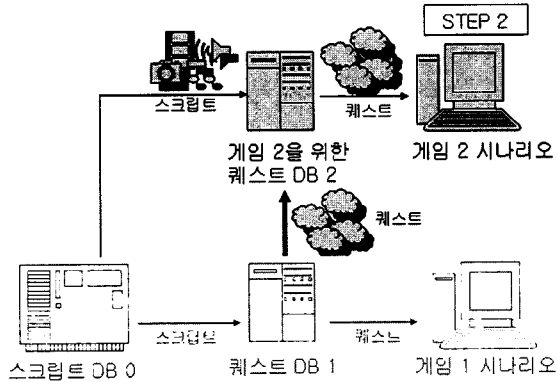 STEP 2
스크립트
퀘스트
게임 2을 위한
퀘스트 DB 2
게임 2 시나리오
퀘스트
스크립트
퀘스트
스크립트 DB 0
퀘스트 DB 1
게임 1 시나리오